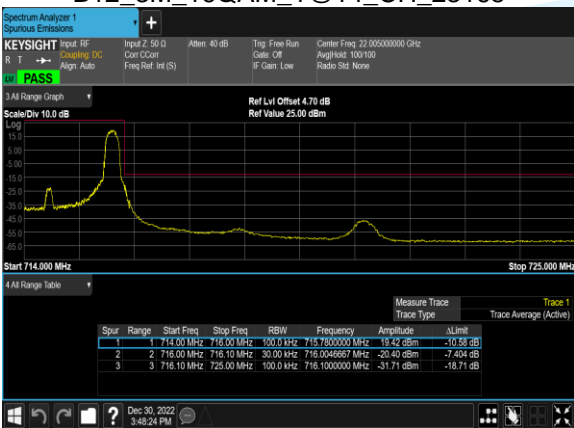 Spectrum Analyzer 1
Spurious Emissions
+
KEYSIGHT
R T
PASS
Input: RF
Coupling: DC
Align: Auto
Input Z: 50 Ω
Corr CCorr
Freq Ref: Int (S)
Atten: 40 dB
Trig: Free Run
Gate: Off
IF Gain: Low
Center Freq: 22.005000000 GHz
Avg|Hold: 100/100
Radio Std: None
3 All Range Graph
Scale/Div 10.0 dB
Ref Lvl Offset 4.70 dB
Ref Value 25.00 dBm
Log
15.0
5.00
-5.00
-15.0
-25.0
-35.0
-45.0
-55.0
-65.0
Start 714.000 MHz
Stop 725.000 MHz
4 All Range Table
Measure Trace Trace 1
Trace Type Trace Average (Active)
Spur Range Start Freq Stop Freq RBW Frequency Amplitude ΔLimit
1 1 714.00 MHz 716.00 MHz 100.0 kHz 715.7800000 MHz 19.42 dBm -10.58 dB
2 2 716.00 MHz 716.10 MHz 30.00 kHz 716.0046667 MHz -20.40 dBm -7.404 dB
3 3 716.10 MHz 725.00 MHz 100.0 kHz 716.1000000 MHz -31.71 dBm -18.71 dB
?
Dec 30, 2022
3:48:24 PM